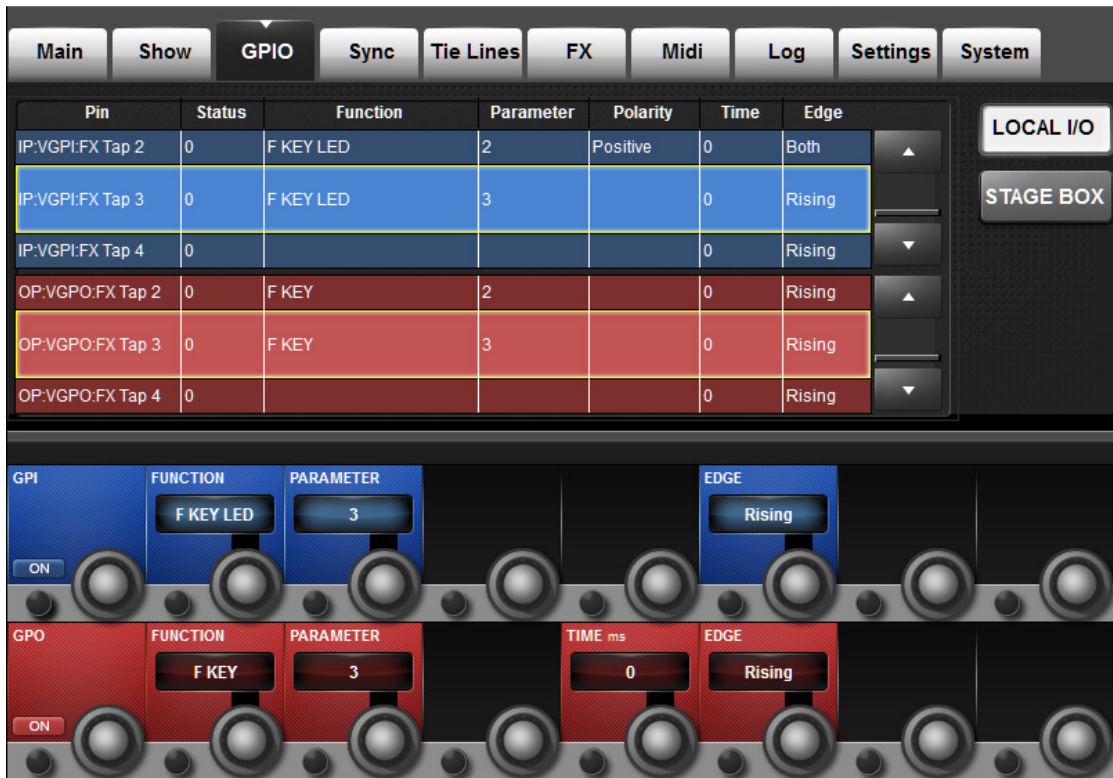 Main Show GPIO Sync Tie Lines FX Midi Log Settings System
Pin Status Function Parameter Polarity Time Edge
LOCAL I/O
IP:VGPI:FX Tap 2 0 F KEY LED 2 Positive 0 Both
IP:VGPI:FX Tap 3 0 F KEY LED 3 0 Rising
STAGE BOX
IP:VGPI:FX Tap 4 0 0 Rising
OP:VGPO:FX Tap 2 0 F KEY 2 0 Rising
OP:VGPO:FX Tap 3 0 F KEY 3 0 Rising
OP:VGPO:FX Tap 4 0 0 Rising
GPI FUNCTION PARAMETER EDGE
F KEY LED 3 Rising
ON
GPO FUNCTION PARAMETER TIME ms EDGE
F KEY 3 0 Rising
ON